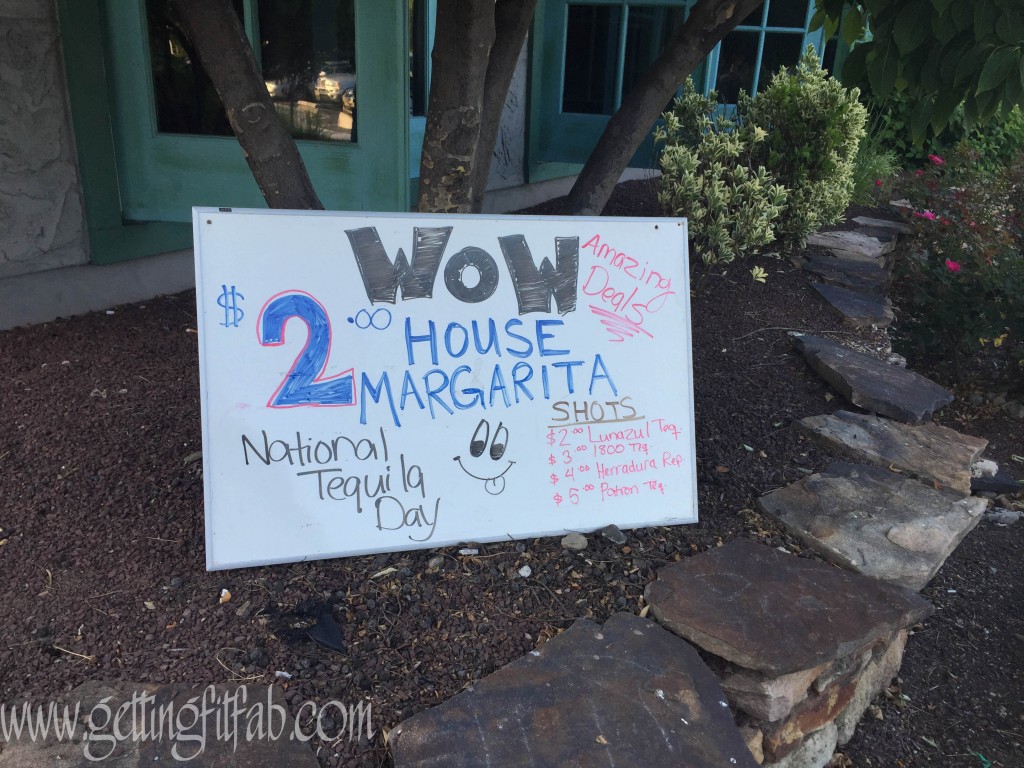 WOW
Amazing
Deals
$2.00 HOUSE
MARGARITA
National
Tequila
Day
SHOTS
$2.00 Lunazul Teq.
$3.00 1800 Teq
$4.00 Herradura Rep.
$5.00 Patron Teq
www.gettingfitfab.com